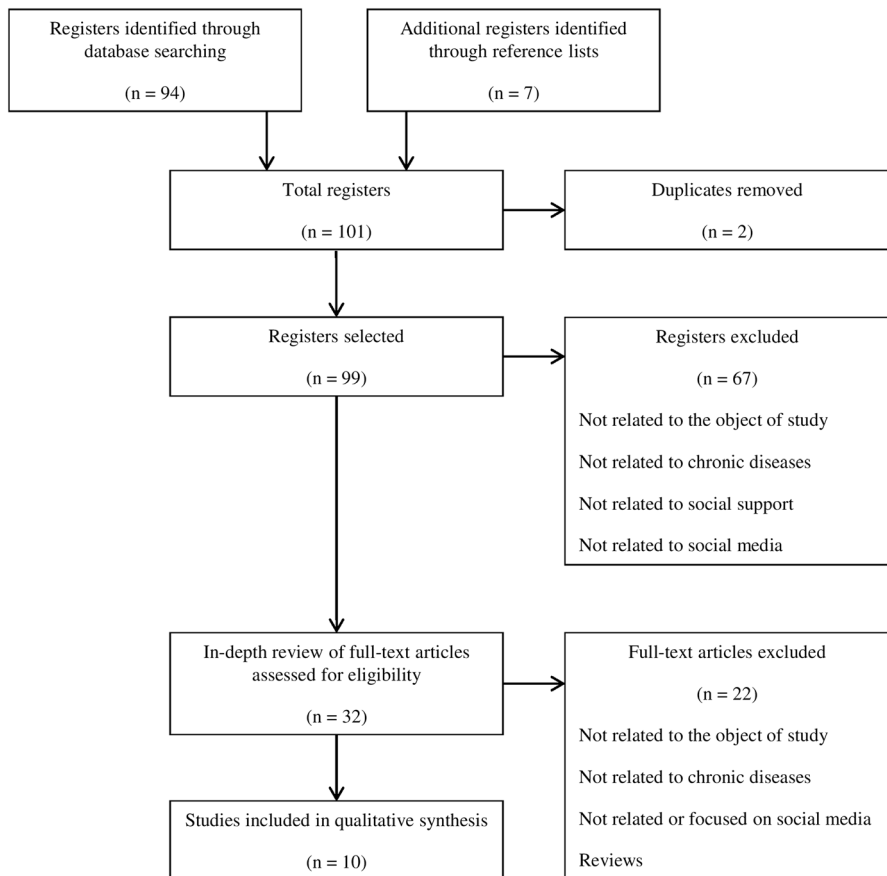 Registers identified through
database searching
(n = 94)
Additional registers identified
through reference lists
(n = 7)
Total registers
(n = 101)
Duplicates removed
(n = 2)
Registers selected
(n = 99)
Registers excluded
(n = 67)
Not related to the object of study
Not related to chronic diseases
Not related to social support
Not related to social media
In-depth review of full-text articles
assessed for eligibility
(n = 32)
Full-text articles excluded
(n = 22)
Not related to the object of study
Not related to chronic diseases
Not related or focused on social media
Reviews
Studies included in qualitative synthesis
(n = 10)